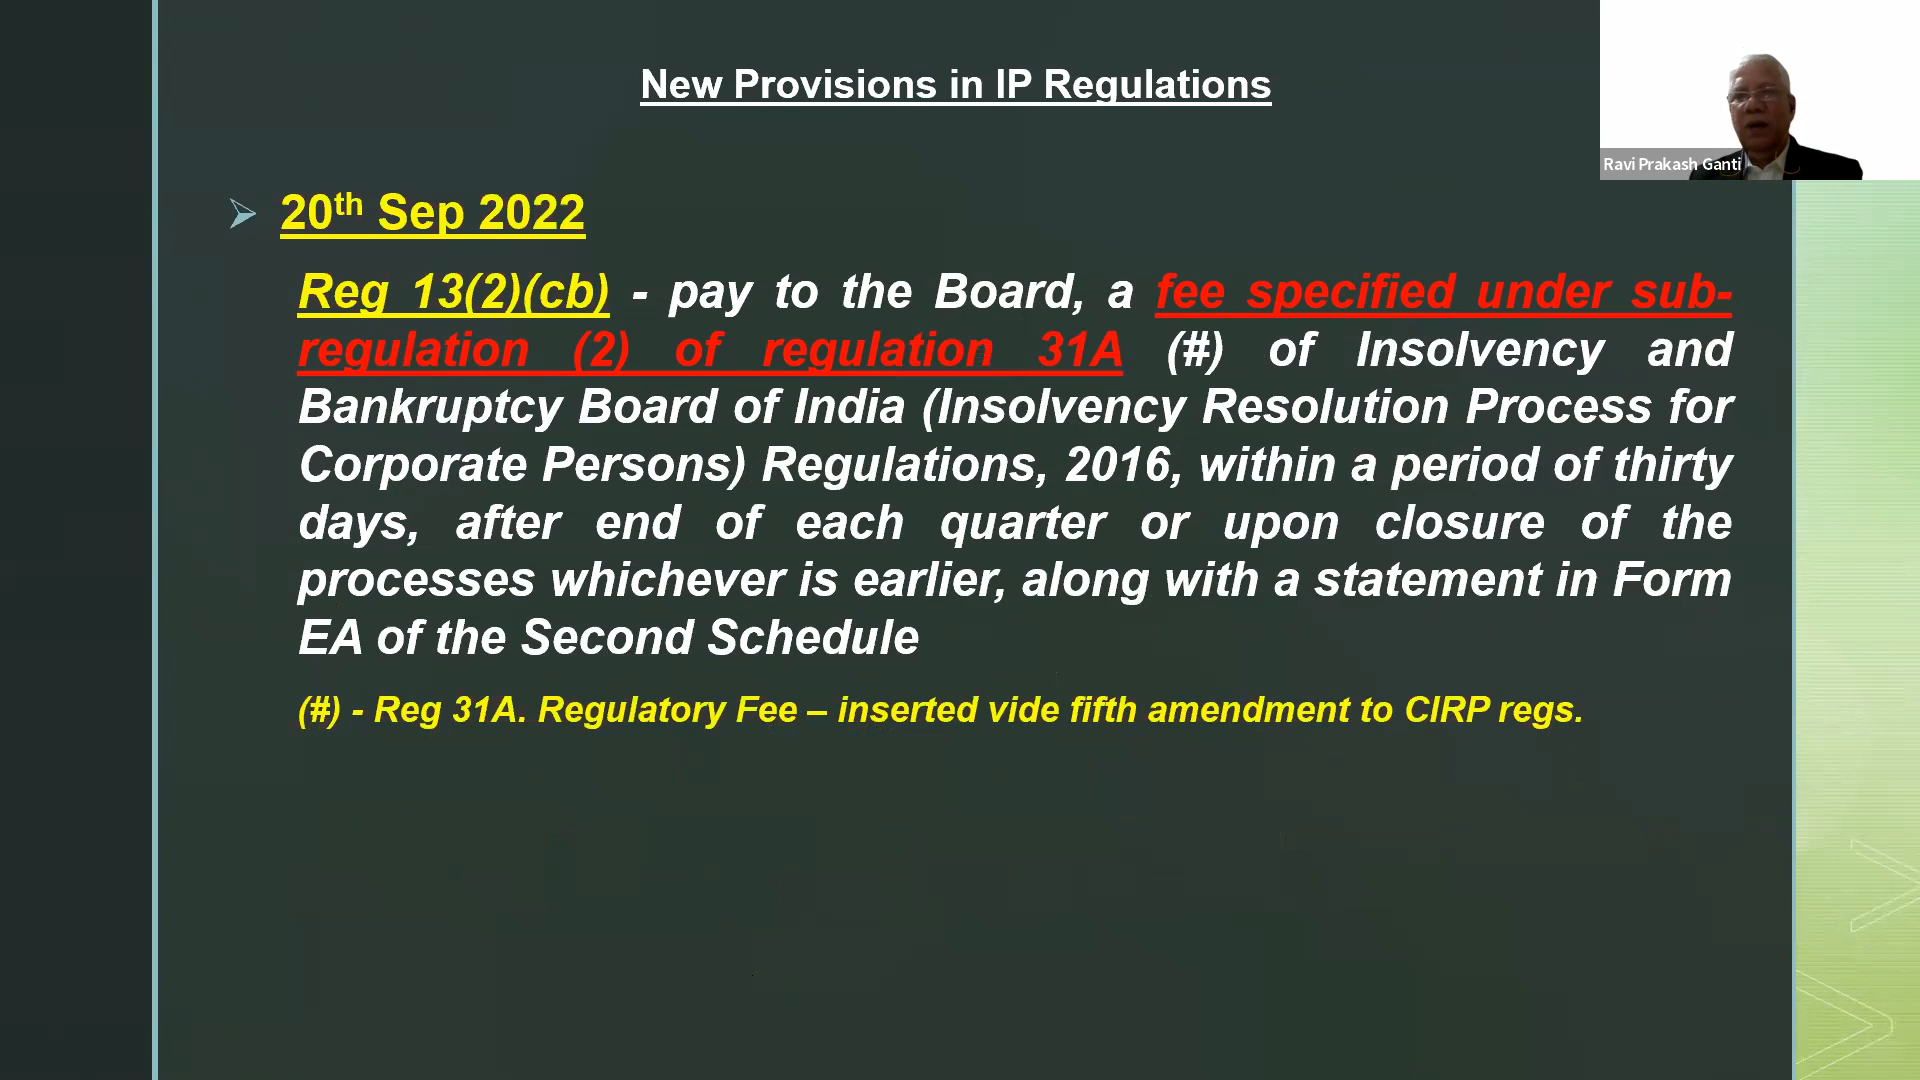 New Provisions in IP Regulations
Ravi Prakash Ganti
20th Sep 2022
Reg 13(2)(cb) - pay to the Board, a fee specified under sub-
regulation (2) of regulation 31A (#) of Insolvency and
Bankruptcy Board of India (Insolvency Resolution Process for
Corporate Persons) Regulations, 2016, within a period of thirty
days, after end of each quarter or upon closure of the
processes whichever is earlier, along with a statement in Form
EA of the Second Schedule
(#) - Reg 31A. Regulatory Fee – inserted vide fifth amendment to CIRP regs.